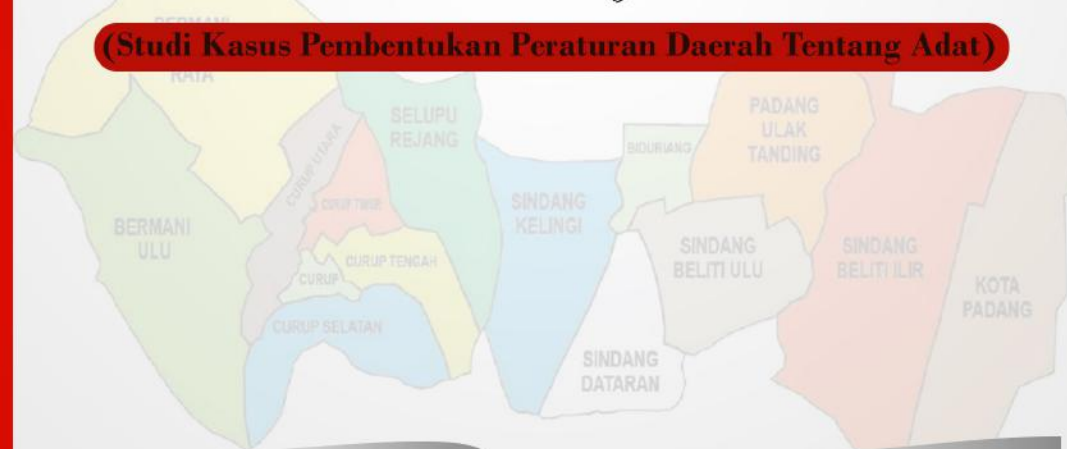 BERMANI
RAYA
(Studi Kasus Pembentukan Peraturan Daerah Tentang Adat)
SELUPU
REJANG
PADANG
ULAK
TANDING
BIDURIANG
CURUP UTARA
CURUP TIMUR
SINDANG
KELINGI
BERMANI
ULU
CURUP TENGAH
SINDANG
BELITI ULU
SINDANG
BELITI ILIR
CURUP
KOTA
PADANG
CURUP SELATAN
SINDANG
DATARAN